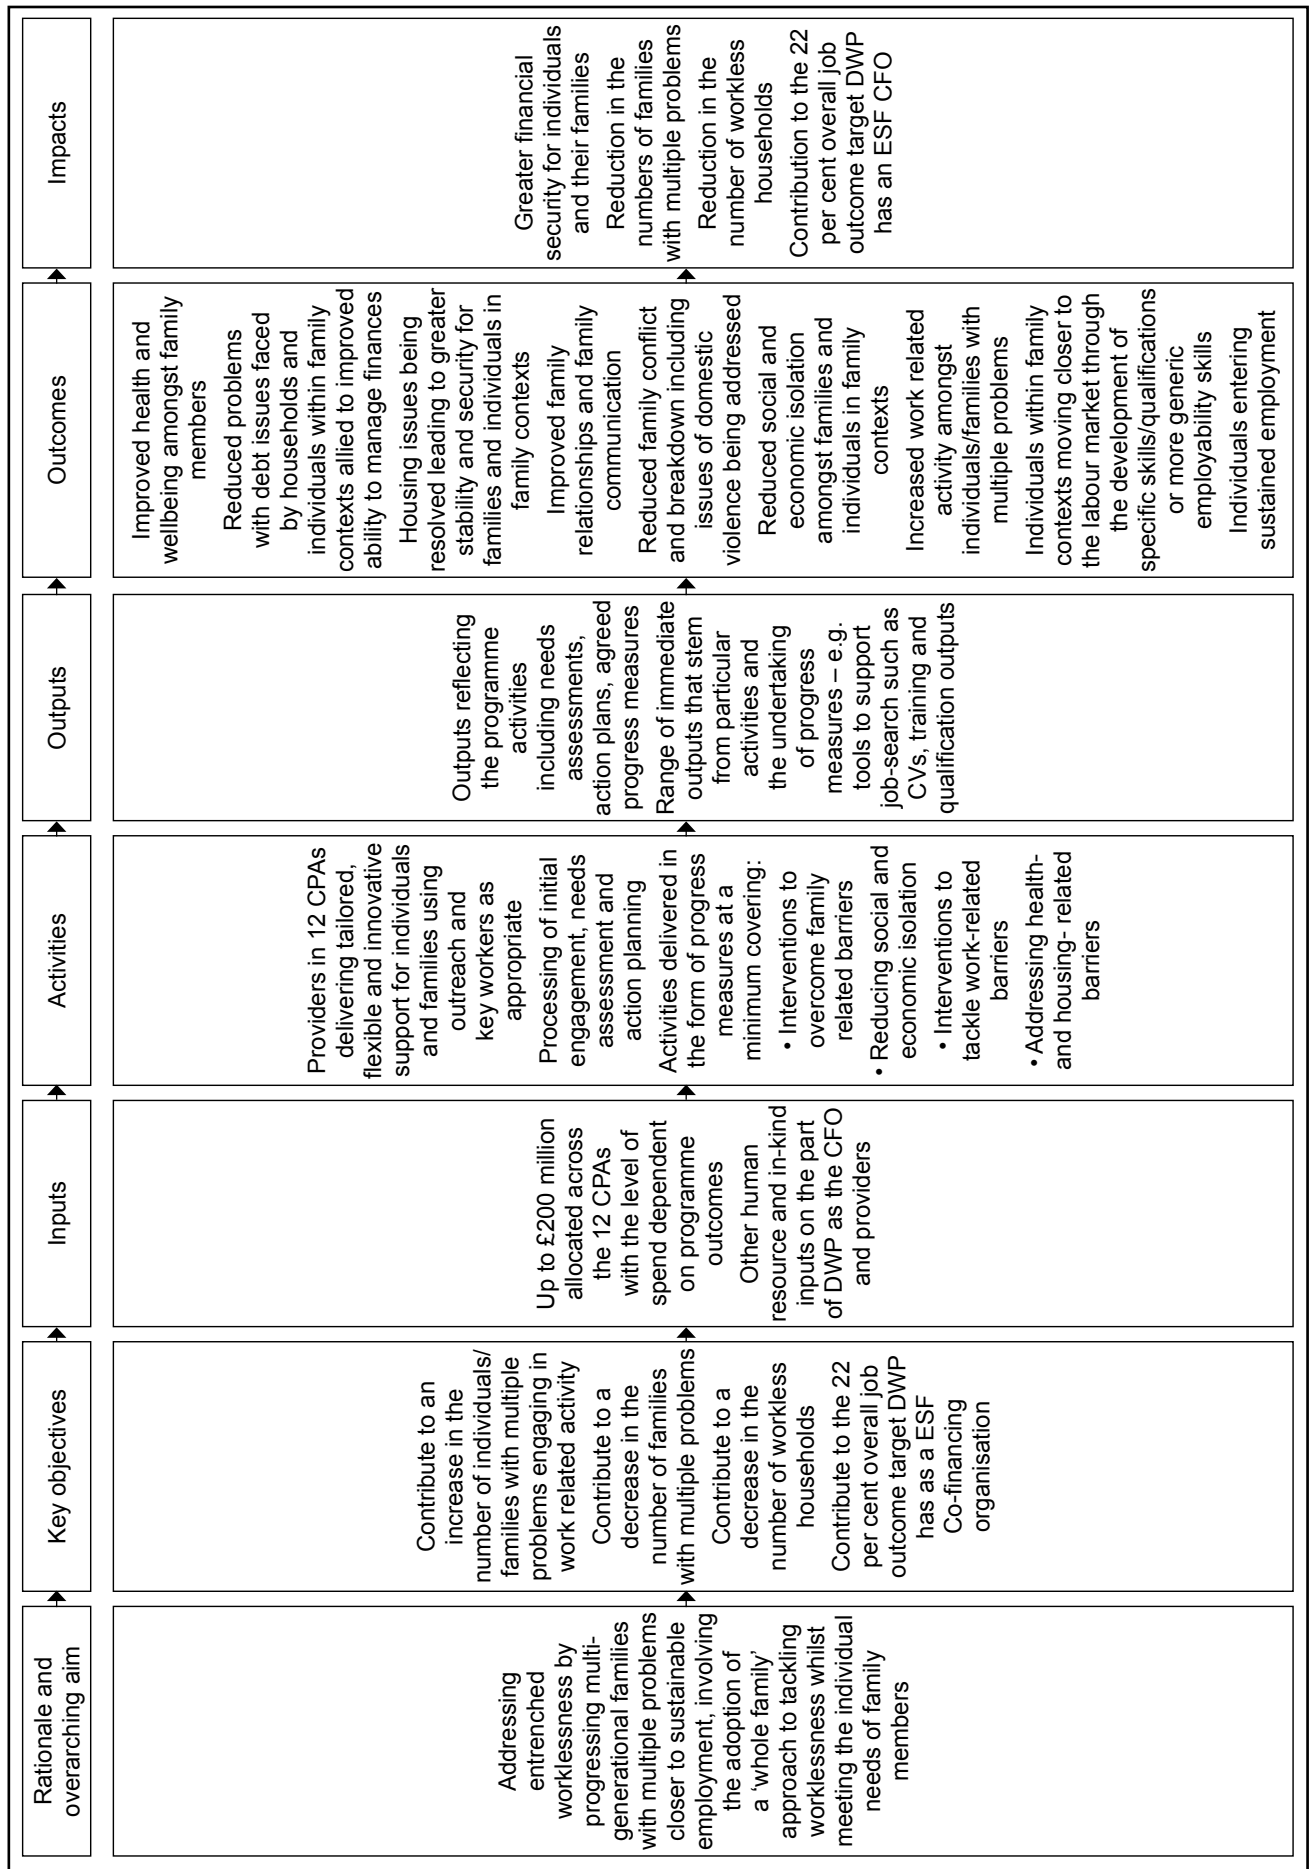 Rationale and
overarching aim
Key objectives
Inputs
Activities
Outputs
Outcomes
Impacts
Addressing
entrenched
worklessness by
progressing multi-
generational families
with multiple problems
closer to sustainable
employment, involving
the adoption of
a ‘whole family’
approach to tackling
worklessness whilst
meeting the individual
needs of family
members
Contribute to an
increase in the
number of individuals/
families with multiple
problems engaging in
work related activity
Contribute to a
decrease in the
number of families
with multiple problems
Contribute to a
decrease in the
number of workless
households
Contribute to the 22
per cent overall job
outcome target DWP
has as a ESF
Co-financing
organisation
Up to £200 million
allocated across
the 12 CPAs
with the level of
spend dependent
on programme
outcomes
Other human
resource and in-kind
inputs on the part
of DWP as the CFO
and providers
Providers in 12 CPAs
delivering tailored,
flexible and innovative
support for individuals
and families using
outreach and
key workers as
appropriate
Processing of initial
engagement, needs
assessment and
action planning
Activities delivered in
the form of progress
measures at a
minimum covering:
• Interventions to
overcome family
related barriers
• Reducing social and
economic isolation
• Interventions to
tackle work-related
barriers
• Addressing health-
and housing- related
barriers
Outputs reflecting
the programme
activities
including needs
assessments,
action plans, agreed
progress measures
Range of immediate
outputs that stem
from particular
activities and
the undertaking
of progress
measures – e.g.
tools to support
job-search such as
CVs, training and
qualification outputs
Improved health and
wellbeing amongst family
members
Reduced problems
with debt issues faced
by households and
individuals within family
contexts allied to improved
ability to manage finances
Housing issues being
resolved leading to greater
stability and security for
families and individuals in
family contexts
Improved family
relationships and family
communication
Reduced family conflict
and breakdown including
issues of domestic
violence being addressed
Reduced social and
economic isolation
amongst families and
individuals in family
contexts
Increased work related
activity amongst
individuals/families with
multiple problems
Individuals within family
contexts moving closer to
the labour market through
the development of
specific skills/qualifications
or more generic
employability skills
Individuals entering
sustained employment
Greater financial
security for individuals
and their families
Reduction in the
numbers of families
with multiple problems
Reduction in the
number of workless
households
Contribution to the 22
per cent overall job
outcome target DWP
has an ESF CFO